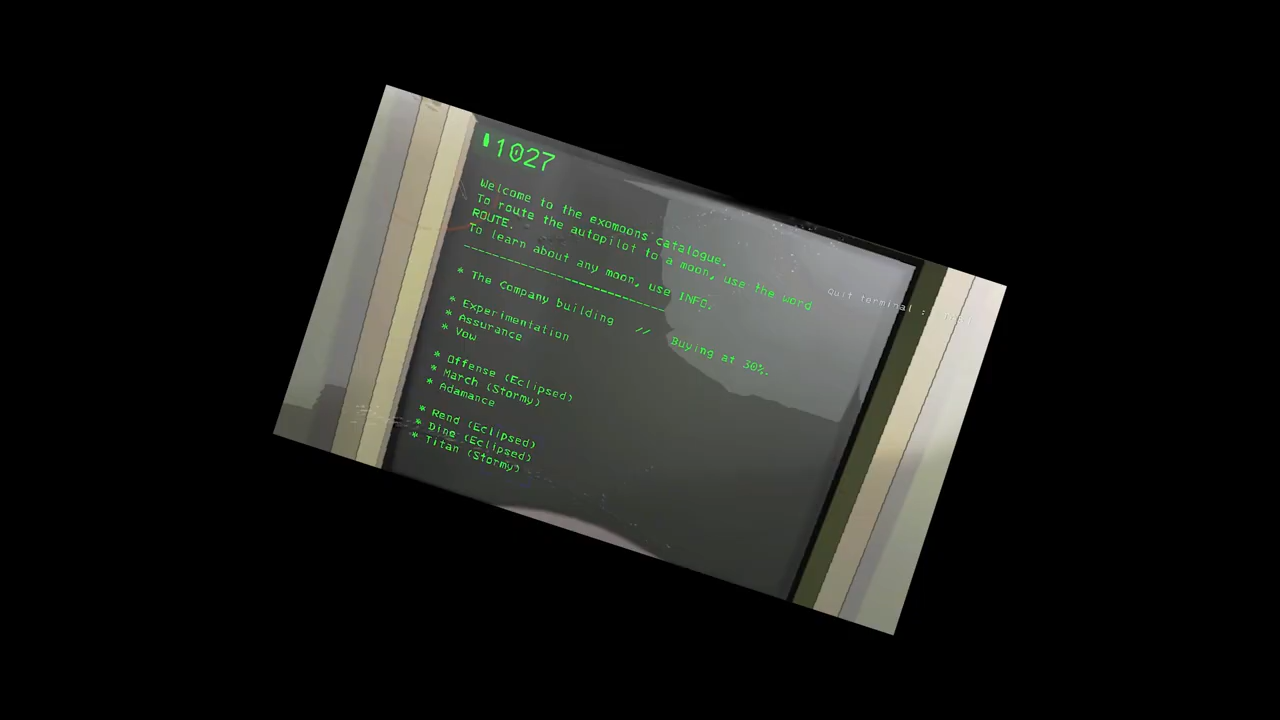 1027
Welcome to the exomoons catalogue.
To route the autopilot to a moon, use the word
ROUTE.
To learn about any moon, use INFO.
* The Company building // Buying at 30%.
* Experimentation
* Assurance
* Vow
* Offense (Eclipsed)
* March (Stormy)
* Adamance
* Rend (Eclipsed)
* Dine (Eclipsed)
* Titan (Stormy)
Quit terminal :